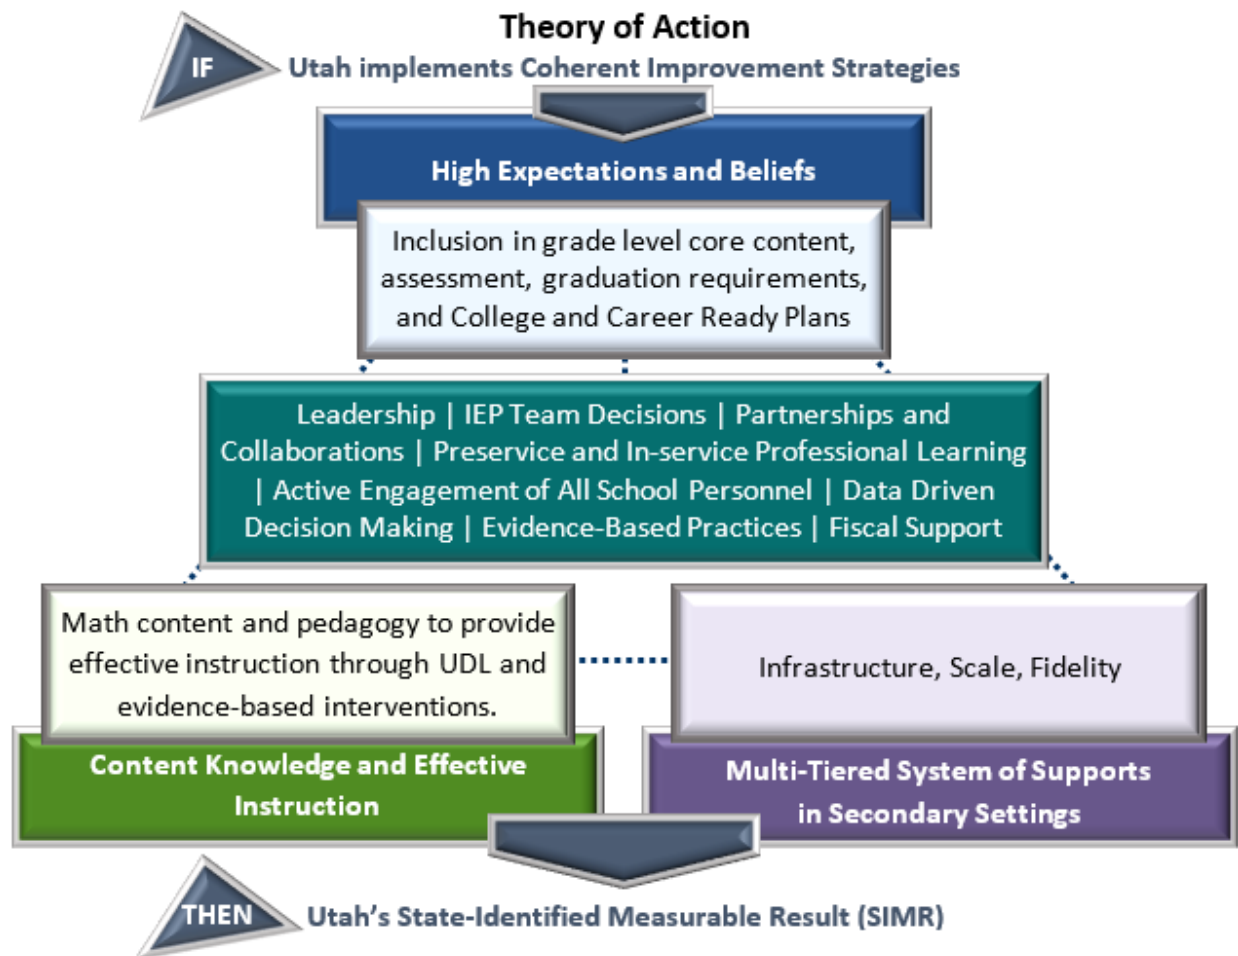 Theory of Action
IF
Utah implements Coherent Improvement Strategies
High Expectations and Beliefs
Inclusion in grade level core content,
assessment, graduation requirements,
and College and Career Ready Plans
Leadership | IEP Team Decisions | Partnerships and
Collaborations | Preservice and In-service Professional Learning
| Active Engagement of All School Personnel | Data Driven
Decision Making | Evidence-Based Practices | Fiscal Support
Math content and pedagogy to provide
effective instruction through UDL and
evidence-based interventions.
Content Knowledge and Effective
Instruction
Infrastructure, Scale, Fidelity
Multi-Tiered System of Supports
in Secondary Settings
THEN
Utah’s State-Identified Measurable Result (SIMR)